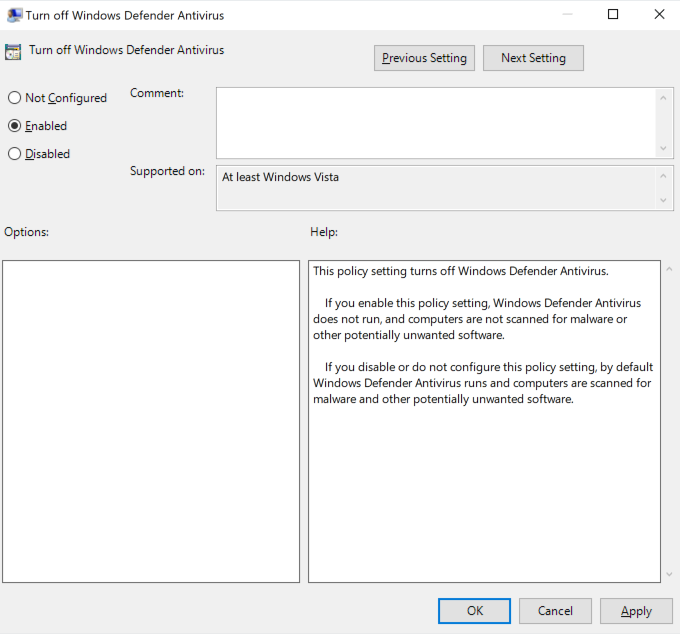 Turn off Windows Defender Antivirus
Turn off Windows Defender Antivirus
Previous Setting
Next Setting
Not Configured
Comment:
Enabled
Disabled
Supported on:
At least Windows Vista
Options:
Help:
This policy setting turns off Windows Defender Antivirus.
If you enable this policy setting, Windows Defender Antivirus
does not run, and computers are not scanned for malware or
other potentially unwanted software.
If you disable or do not configure this policy setting, by default
Windows Defender Antivirus runs and computers are scanned for
malware and other potentially unwanted software.
OK
Cancel
Apply